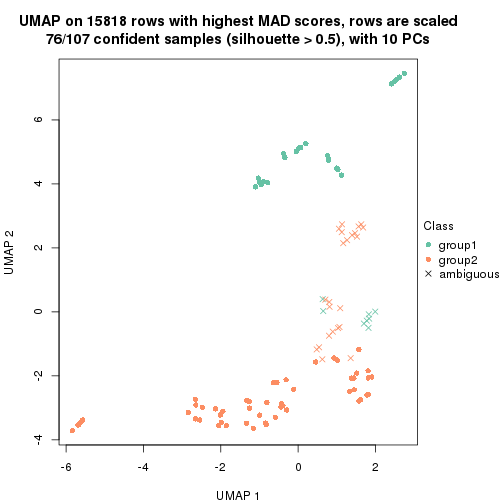 UMAP on 15818 rows with highest MAD scores, rows are scaled
76/107 confident samples (silhouette > 0.5), with 10 PCs
6
4
2
0
-2
-4
UMAP 2
-6
-4
-2
0
2
UMAP 1
Class
group1
group2
ambiguous